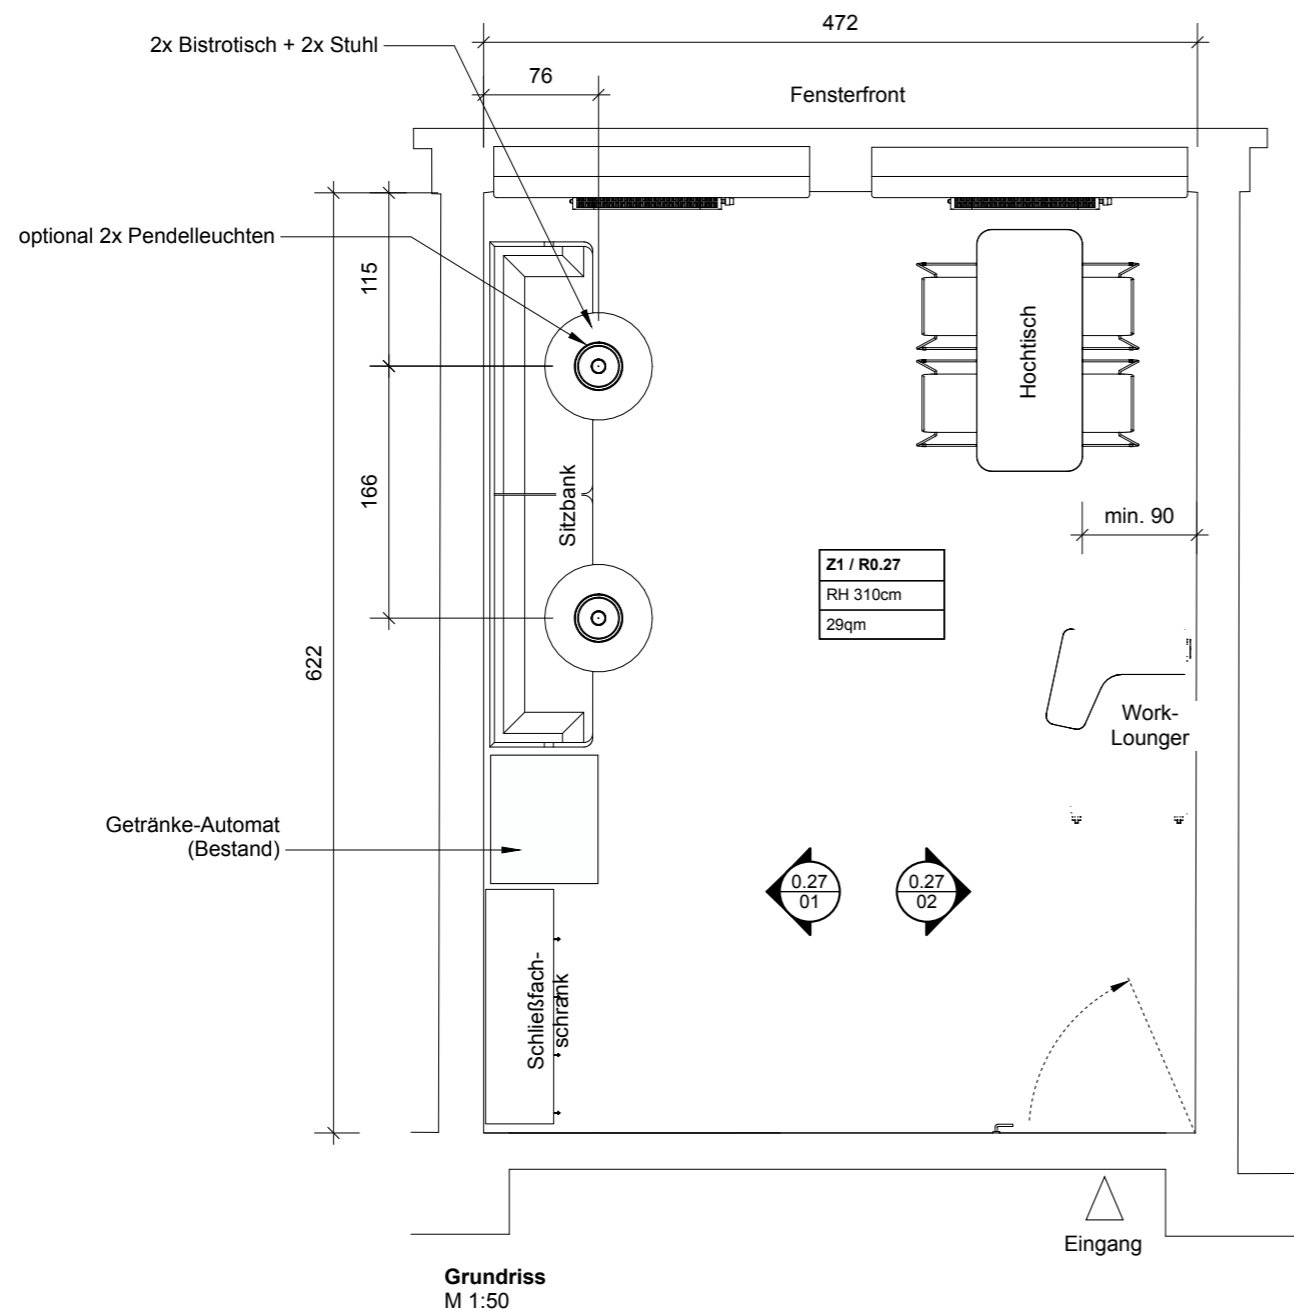 472
2x Bistrotisch + 2x Stuhl
76
Fensterfront
optional 2x Pendelleuchten
115
Hochtisch
166
Sitzbank
min. 90
Z1 / R0.27
RH 310cm
29qm
622
Work-
Lounger
Getränke-Automat
(Bestand)
0.27
01
0.27
02
Schließfach-
schrank
Eingang
Grundriss
M 1:50